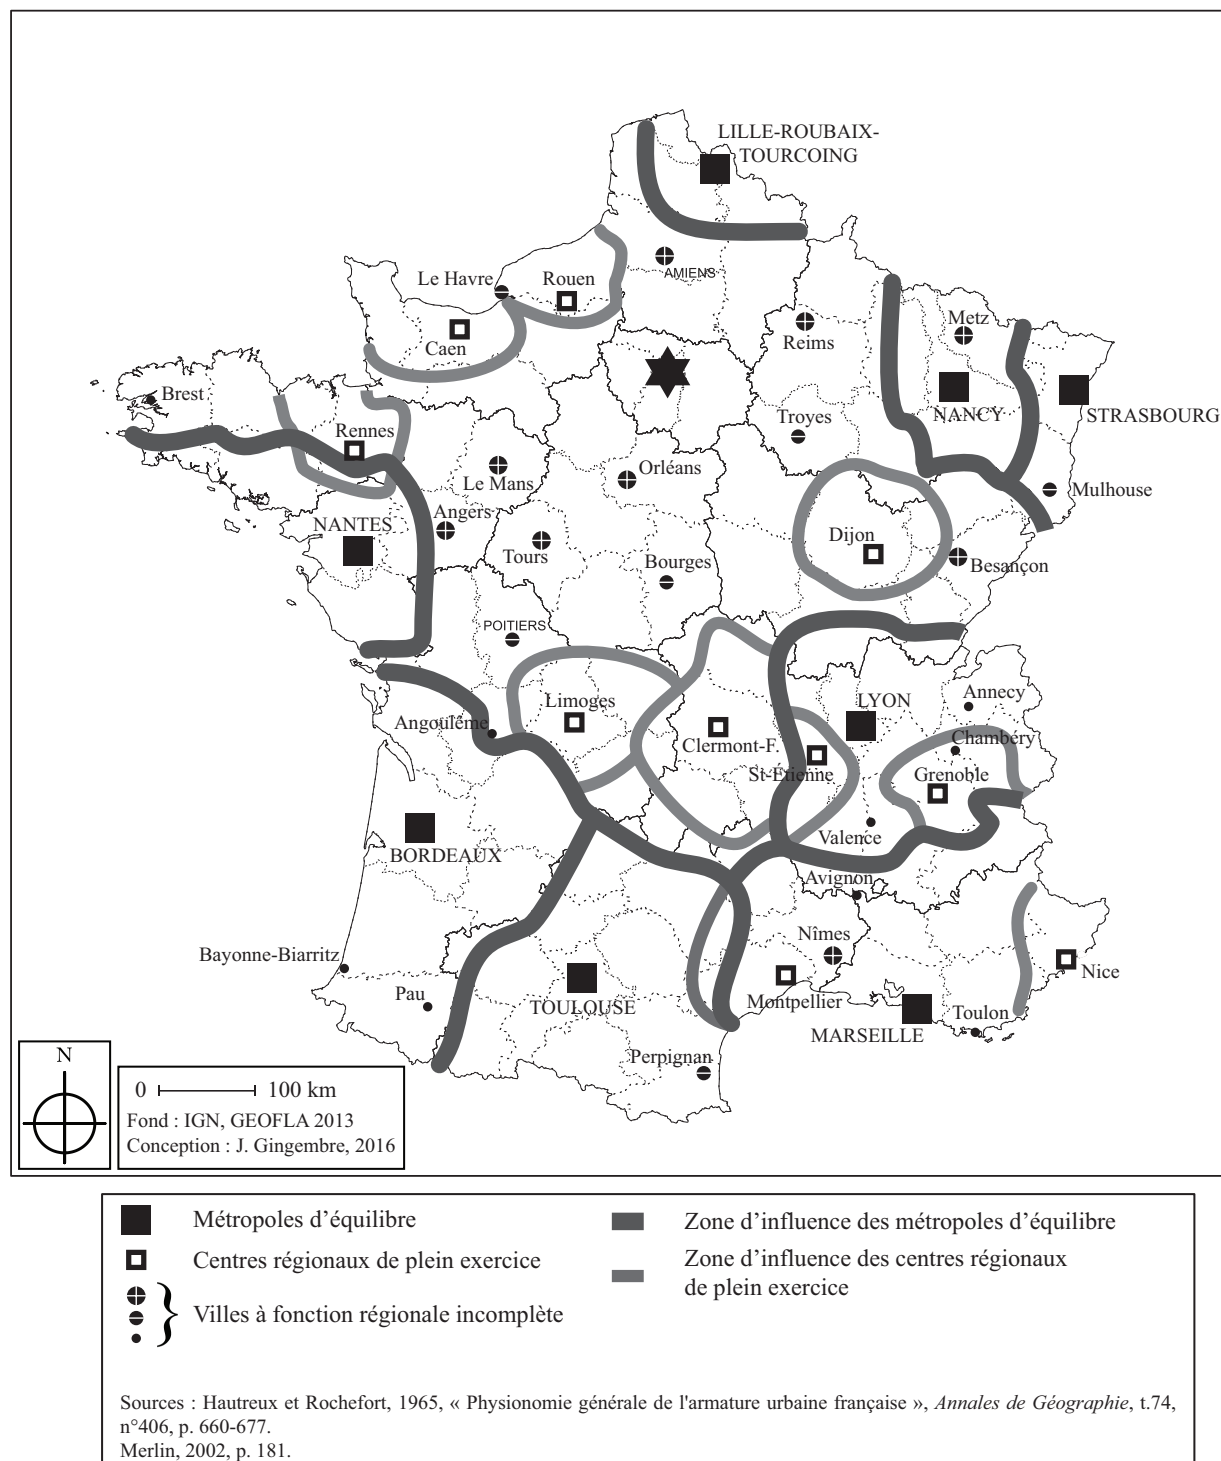 LILLE-ROUBAIX-
TOURCOING
AMIENS
Le Havre
Rouen
Caen
Reims
Metz
NANCY
STRASBOURG
Brest
Rennes
Troyes
Le Mans
Orléans
Mulhouse
NANTES
Angers
Tours
Bourges
Dijon
Besançon
POITIERS
Limoges
Angoulême
Clermont-F.
LYON
St-Étienne
Annecy
Chambéry
Grenoble
Valence
BORDEAUX
Avignon
Bayonne-Biarritz
Pau
TOULOUSE
Nîmes
Montpellier
MARSEILLE
Toulon
Nice
Perpignan
N
0 100 km
Fond : IGN, GEOFLA 2013
Conception : J. Gingembre, 2016
Métropoles d’équilibre
Centres régionaux de plein exercice
Villes à fonction régionale incomplète
Zone d’influence des métropoles d’équilibre
Zone d’influence des centres régionaux
de plein exercice
Sources : Hautreux et Rochefort, 1965, « Physionomie générale de l'armature urbaine française », Annales de Géographie, t.74,
n°406, p. 660-677.
Merlin, 2002, p. 181.